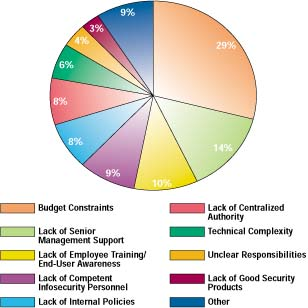 9%
3%
4%
29%
6%
8%
8%
14%
9%
10%
Budget Constraints
Lack of Senior
Management Support
Lack of Employee Training/
End-User Awareness
Lack of Competent
Infosecurity Personnel
Lack of Internal Policies
Lack of Centralized
Authority
Technical Complexity
Unclear Responsibilities
Lack of Good Security
Products
Other